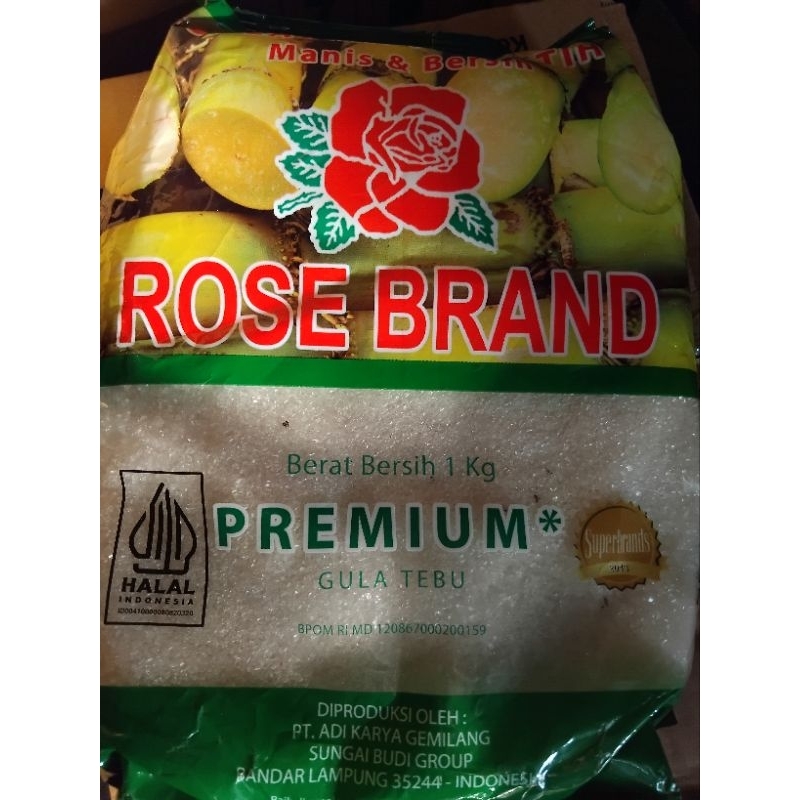 Manis & Bersih
ROSE BRAND
Berat Bersih 1 Kg
PREMIUM*
GULA TEBU
HALAL
INDONESIA
Superbrands
BPOM RI MD 120867000200159
DIPRODUKSI OLEH :
PT. ADI KARYA GEMILANG
SUNGAI BUDI GROUP
BANDAR LAMPUNG 35244 - INDONESIA